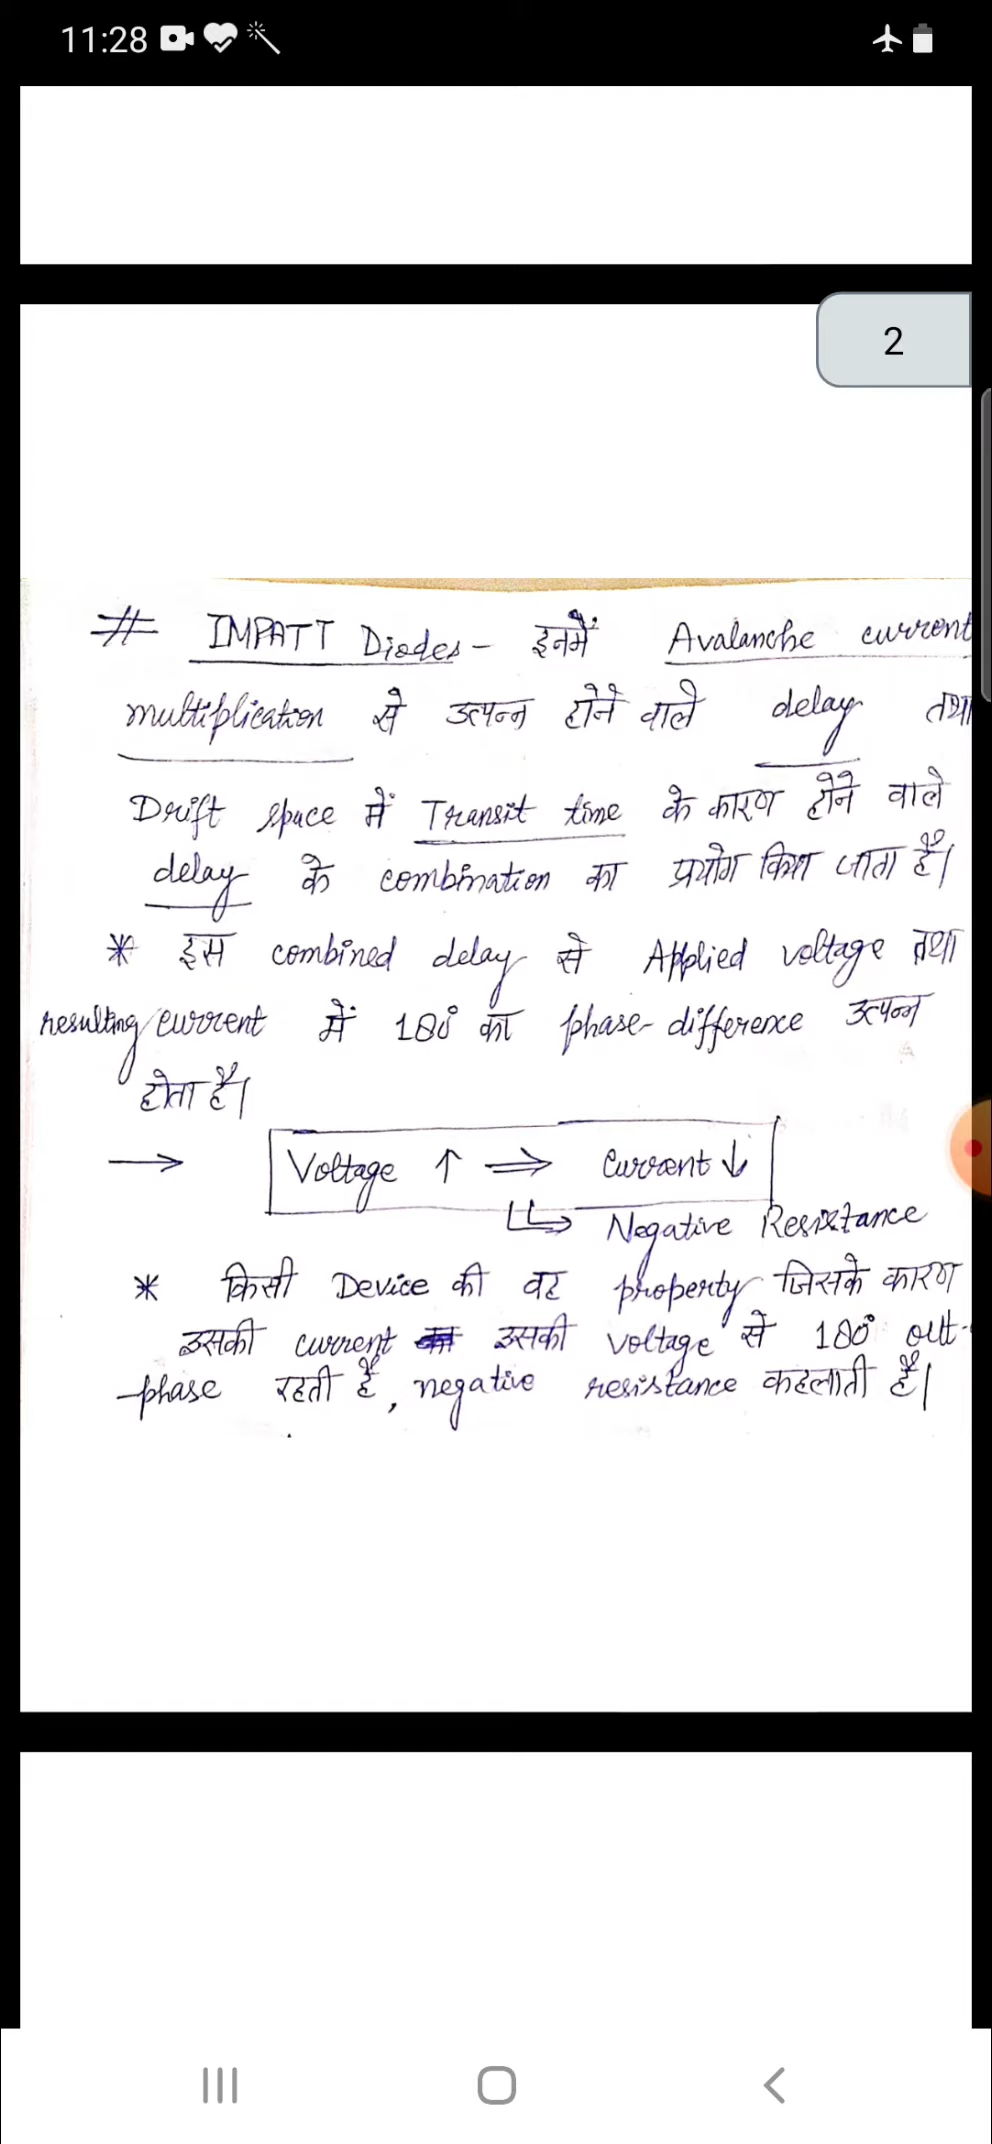 11:28
2
# IMPATT Diodes - इनमें Avalanche current
multiplication से उत्पन्न होने वाले delay तथा
Drift space में Transit time के कारण होने वाले
delay के combination का प्रयोग किया जाता है।
* इस combined delay से Applied voltage तथा
resulting current में 180° का phase-difference उत्पन्न
होता है।
→ Voltage ↑ ⇒ Current ↓
Negative Resistance
* किसी Device की वह property जिसके कारण
उसकी current उसकी voltage से 180° out-
-phase रहती है, negative resistance कहलाती है।